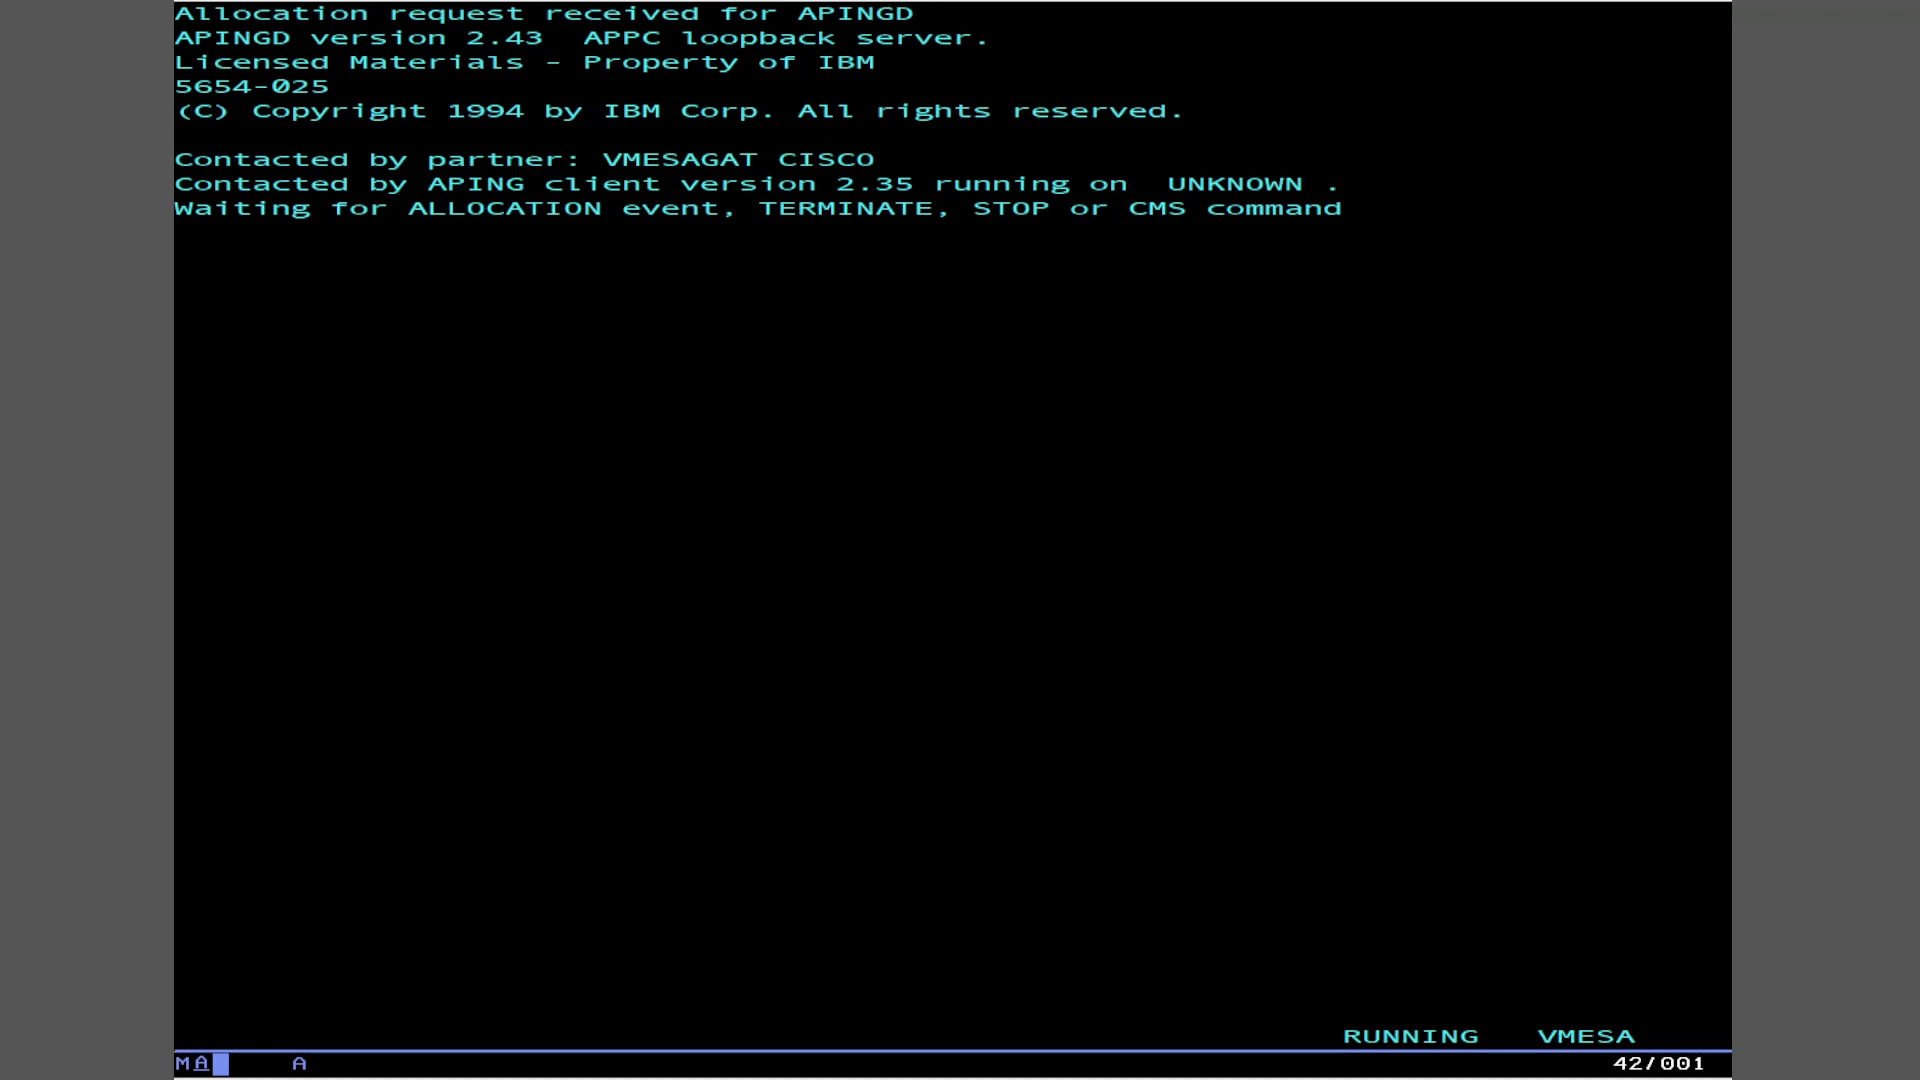 Allocation request received for APINGD
APINGD version 2.43  APPC loopback server.
Licensed Materials - Property of IBM
5654-025
(C) Copyright 1994 by IBM Corp. All rights reserved.
Contacted by partner: VMESAGAT CISCO
Contacted by APING client version 2.35 running on  UNKNOWN .
Waiting for ALLOCATION event, TERMINATE, STOP or CMS command
RUNNING   VMESA
MA    A    42/001